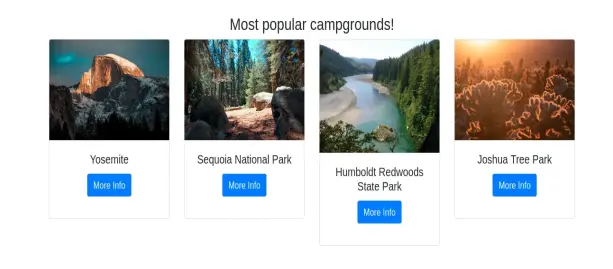 Most popular campgrounds!
Yosemite
More Info
Sequoia National Park
More Info
Humboldt Redwoods
State Park
More Info
Joshua Tree Park
More Info